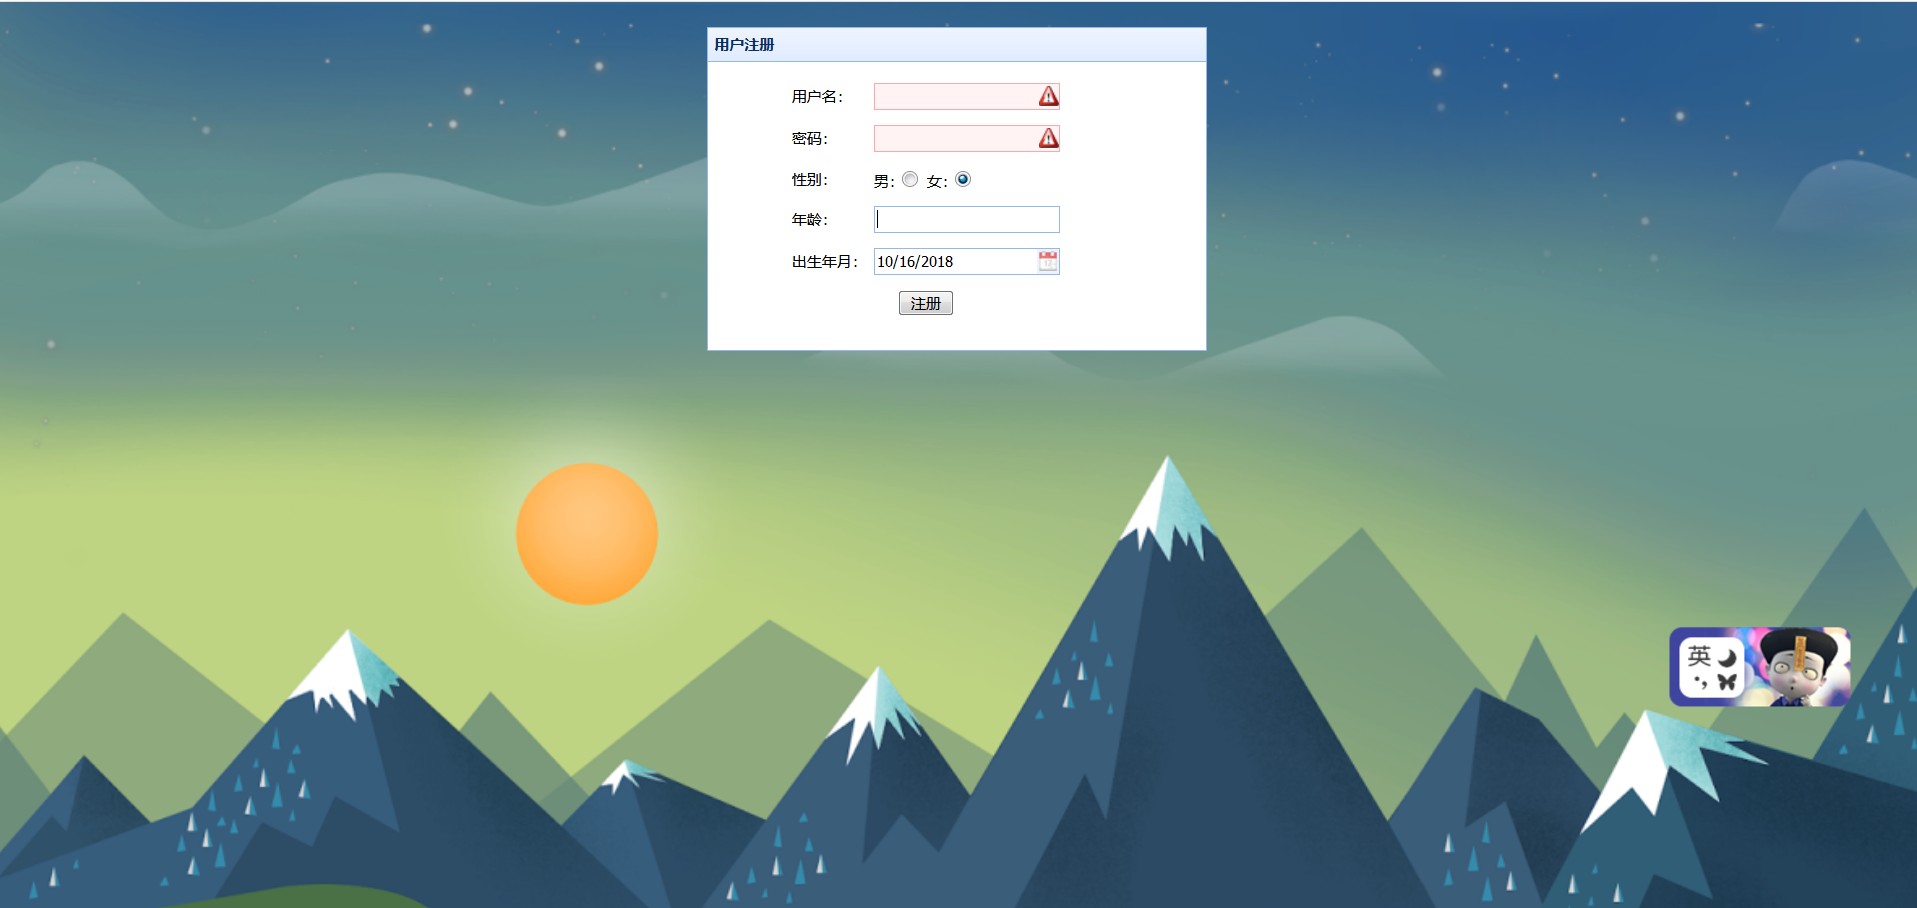 用户注册
用户名：
密码：
性别： 男： 女：
年龄：
出生年月： 10/16/2018
注册
英